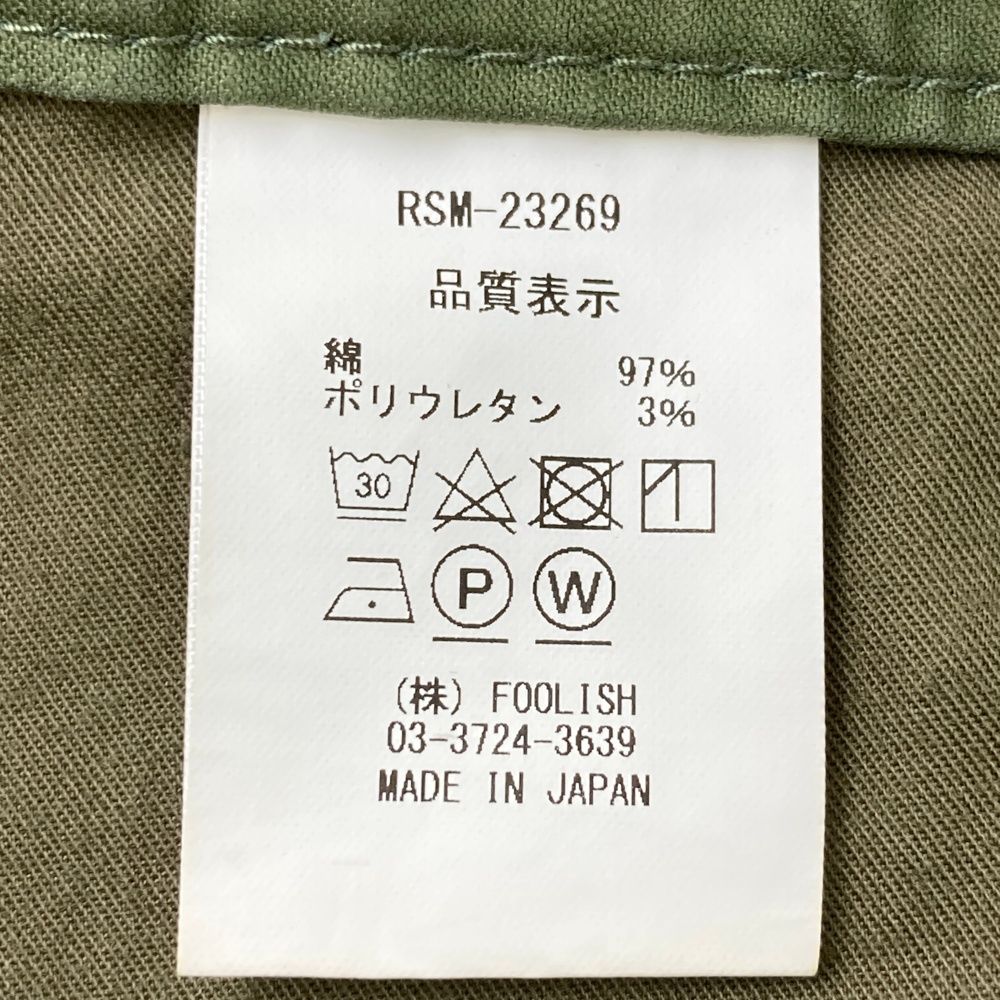 RSM-23269
品質表示
綿 97%
ポリウレタン 3%
30
P W
(株) FOOLISH
03-3724-3639
MADE IN JAPAN